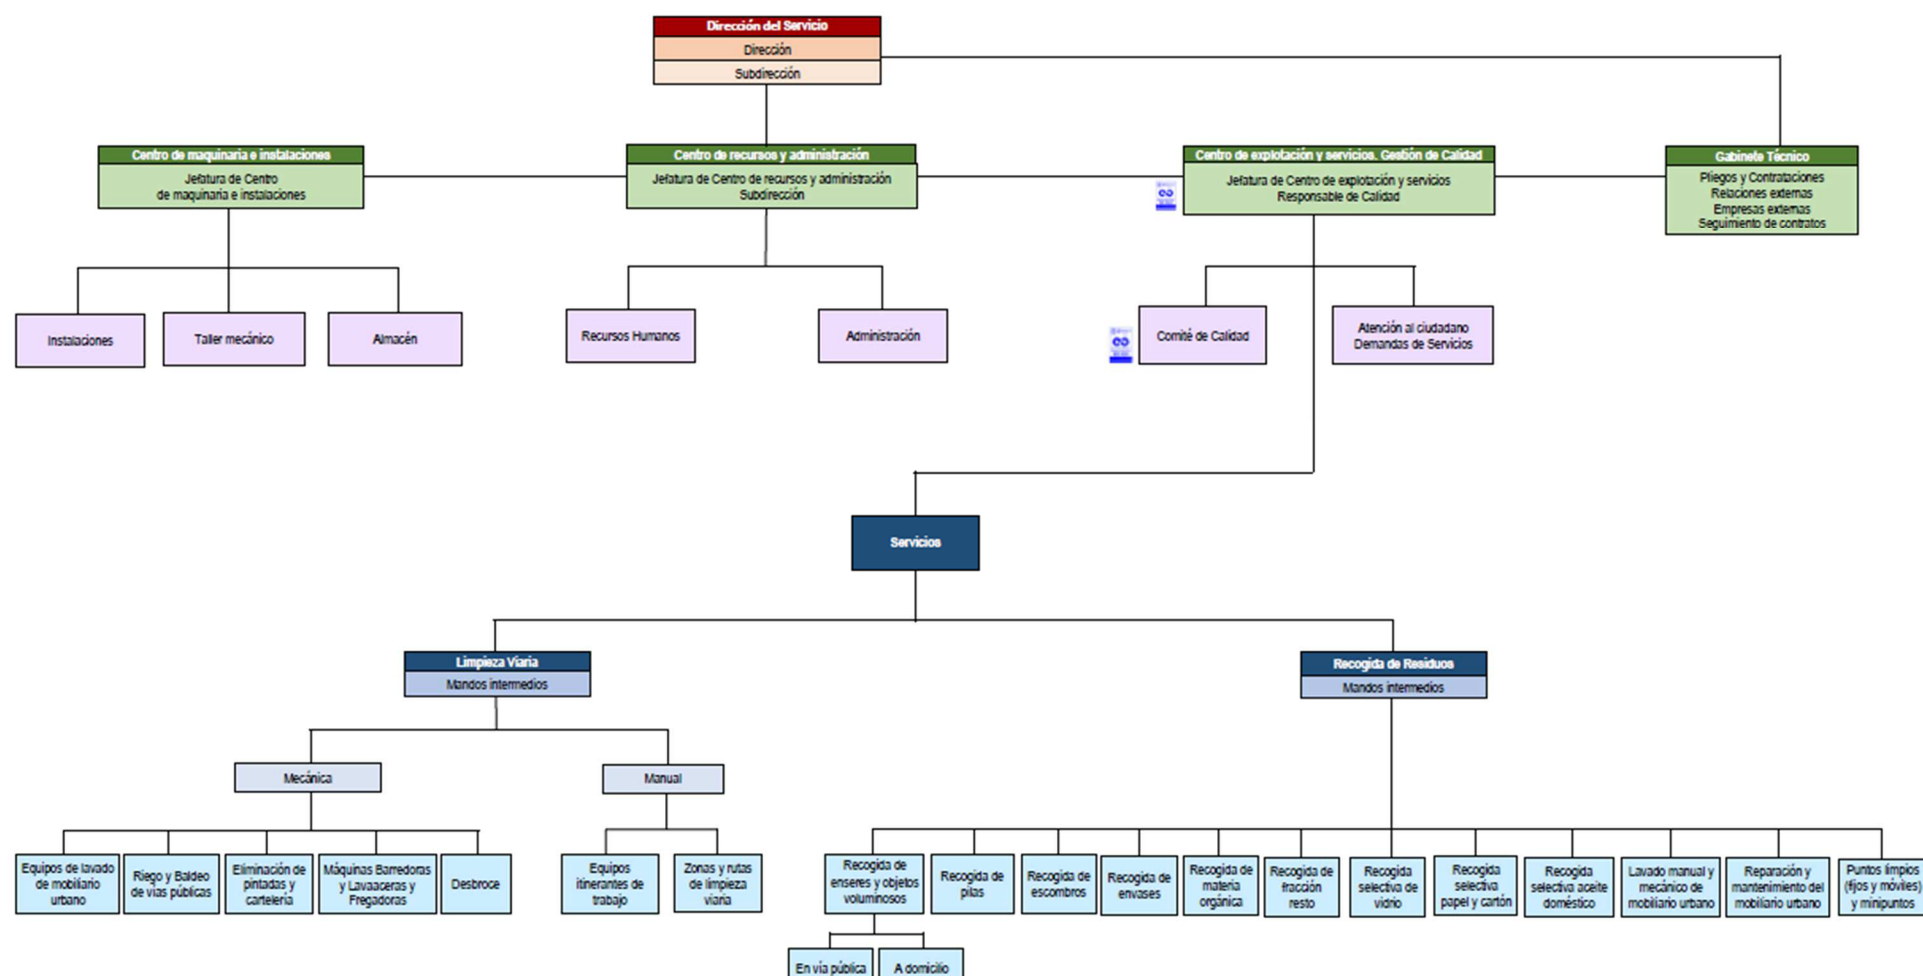 Dirección del Servicio
Dirección
Subdirección
Centro de maquinaria e instalaciones
Jefatura de Centro
de maquinaria e instalaciones
Centro de recursos y administración
Jefatura de Centro de recursos y administración
Subdirección
Centro de explotación y servicios. Gestión de Calidad
Jefatura de Centro de explotación y servicios
Responsable de Calidad
Gabinete Técnico
Pliegos y Contrataciones
Relaciones externas
Empresas externas
Seguimiento de contratos
Instalaciones
Taller mecánico
Almacén
Recursos Humanos
Administración
Comité de Calidad
Atención al ciudadano
Demandas de Servicios
Servicios
Limpieza Viaria
Mandos intermedios
Recogida de Residuos
Mandos intermedios
Mecánica
Manual
Equipos de lavado
de mobiliario
urbano
Riego y Baldeo
de vías públicas
Eliminación de
pintadas y
cartelería
Máquinas Barredoras
y Lavaaceras y
Fregadoras
Desbroce
Equipos
itinerantes de
trabajo
Zonas y rutas
de limpieza
viaria
Recogida de
enseres y objetos
voluminosos
Recogida de
pilas
Recogida de
escombros
Recogida de
envases
Recogida de
materia
orgánica
Recogida de
fracción
resto
Recogida
selectiva de
vidrio
Recogida
selectiva
papel y cartón
Recogida
selectiva aceite
doméstico
Lavado manual y
mecánico de
mobiliario urbano
Reparación y
mantenimiento del
mobiliario urbano
Puntos limpios
(fijos y móviles)
y minipuntos
En vía pública
A domicilio